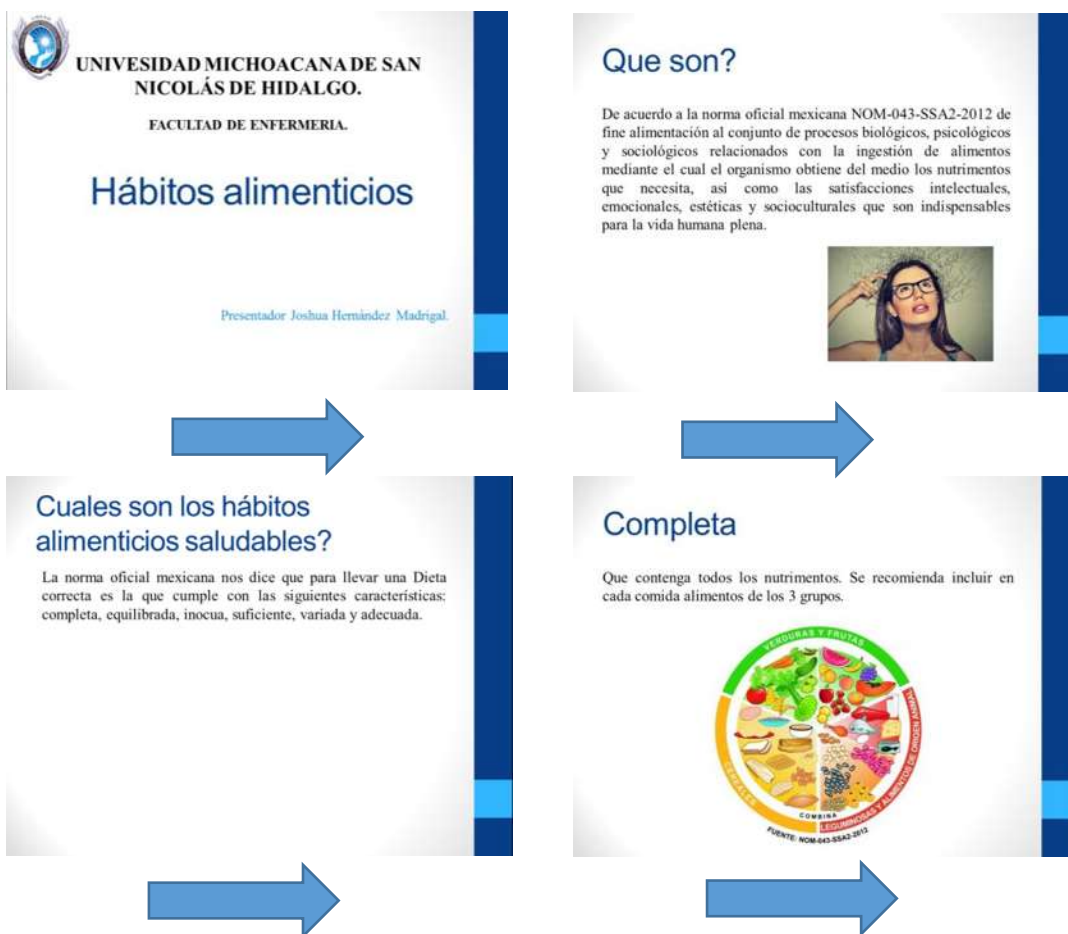 UNIVESIDAD MICHOACANA DE SAN
NICOLÁS DE HIDALGO.
FACULTAD DE ENFERMERIA.
Hábitos alimenticios
Presentador Joshua Hernández Madrigal.
Que son?
De acuerdo a la norma oficial mexicana NOM-043-SSA2-2012 de
fine alimentación al conjunto de procesos biológicos, psicológicos
y sociológicos relacionados con la ingestión de alimentos
mediante el cual el organismo obtiene del medio los nutrimentos
que necesita, asi como las satisfacciones intelectuales,
emocionales, estéticas y socioculturales que son indispensables
para la vida humana plena.
Cuales son los hábitos
alimenticios saludables?
La norma oficial mexicana nos dice que para llevar una Dieta
correcta es la que cumple con las siguientes características:
completa, equilibrada, inocua, suficiente, variada y adecuada.
Completa
Que contenga todos los nutrimentos. Se recomienda incluir en
cada comida alimentos de los 3 grupos.
VERDURAS Y FRUTAS
CEREALES
LEGUMINOSAS Y ALIMENTOS DE ORIGEN ANIMAL
COMBINA
FUENTE: NOM-043-SSA2-2012